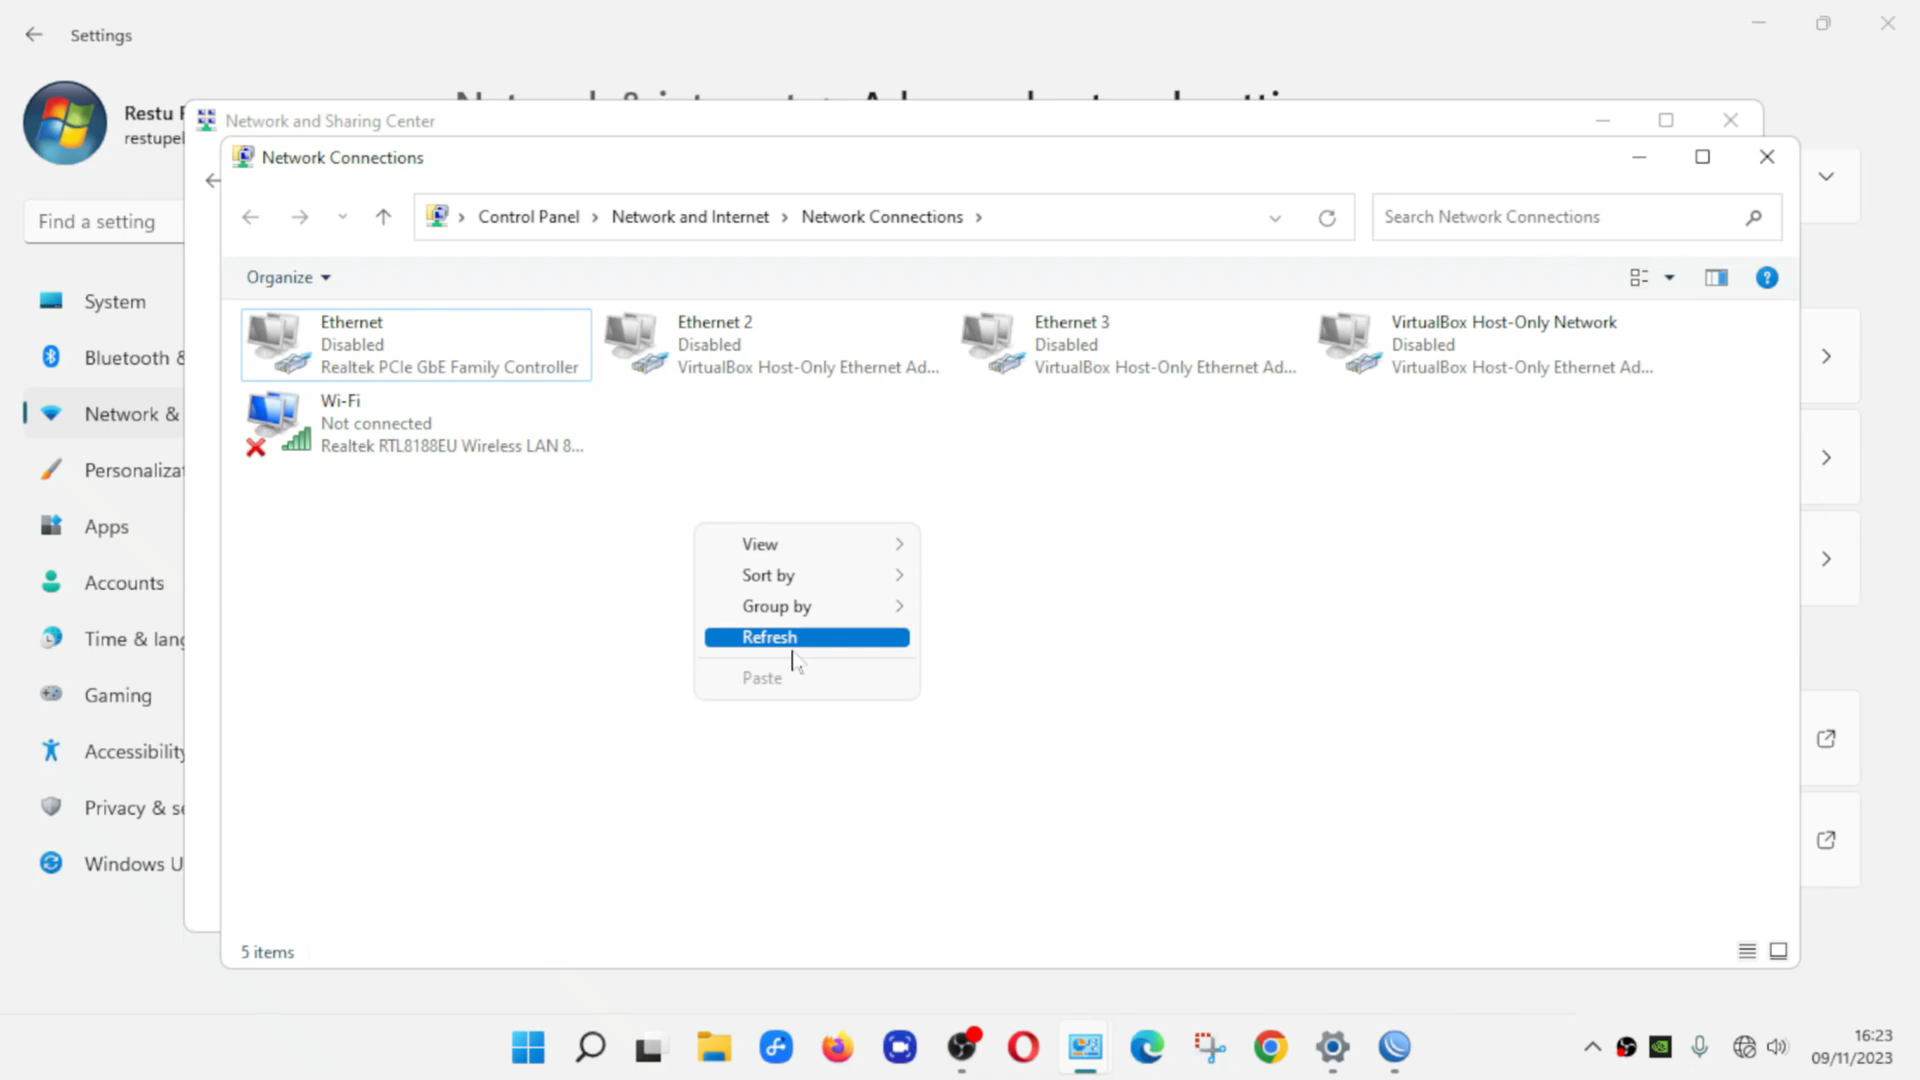 Settings
Restu
restupel
Network and Sharing Center
Network Connections
Control Panel
Network and Internet
Network Connections
Search Network Connections
Find a setting
Organize
System
Bluetooth &
Network &
Apps
Accounts
Time &
Gaming
Accessibility
Privacy &
Windows U
Ethernet
Disabled
Realtek PCIe GbE Family Controller
Ethernet 2
Disabled
VirtualBox Host-Only Ethernet Ad...
Ethernet 3
Disabled
VirtualBox Host-Only Ethernet Ad...
VirtualBox Host-Only Network
Disabled
VirtualBox Host-Only Ethernet Ad...
Wi-Fi
Not connected
Realtek RTL8188EU Wireless LAN 8...
View
Sort by
Group by
Refresh
Paste
5 items
16:23
09/11/2023